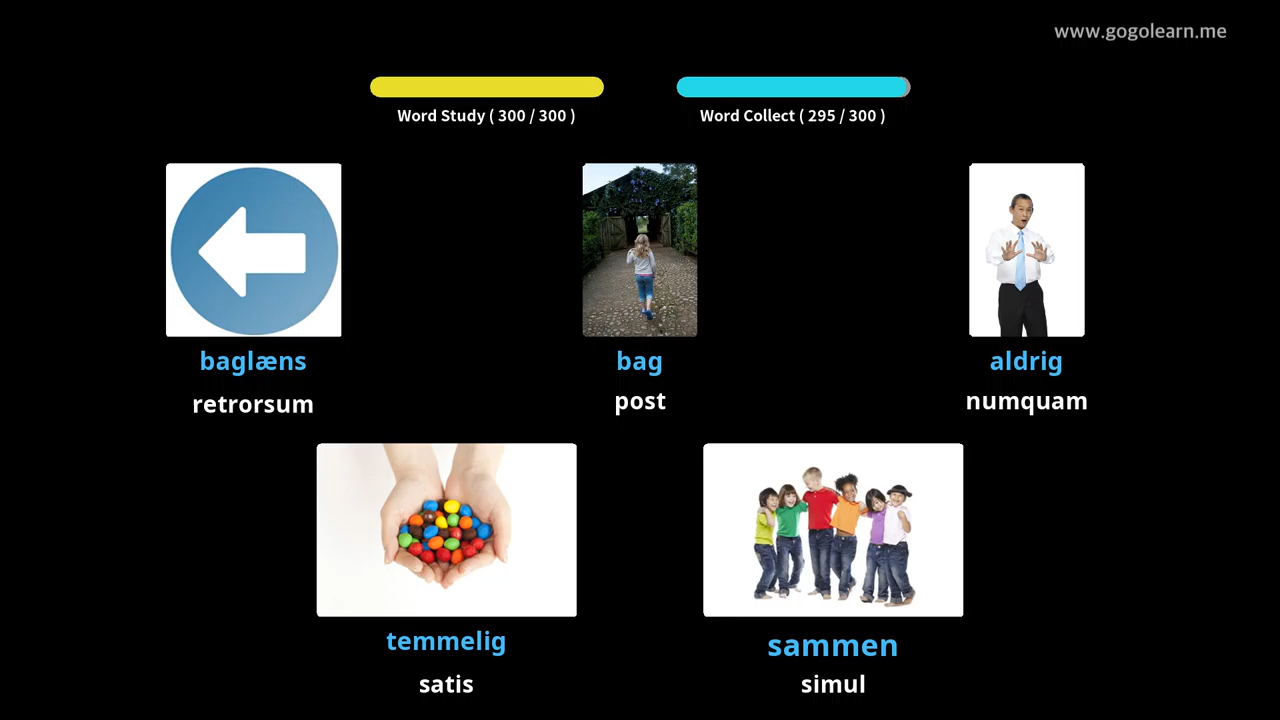 www.gogolearn.me
Word Study ( 300 / 300 )
Word Collect ( 295 / 300 )
baglæns
retrorsum
bag
post
aldrig
numquam
temmelig
satis
sammen
simul